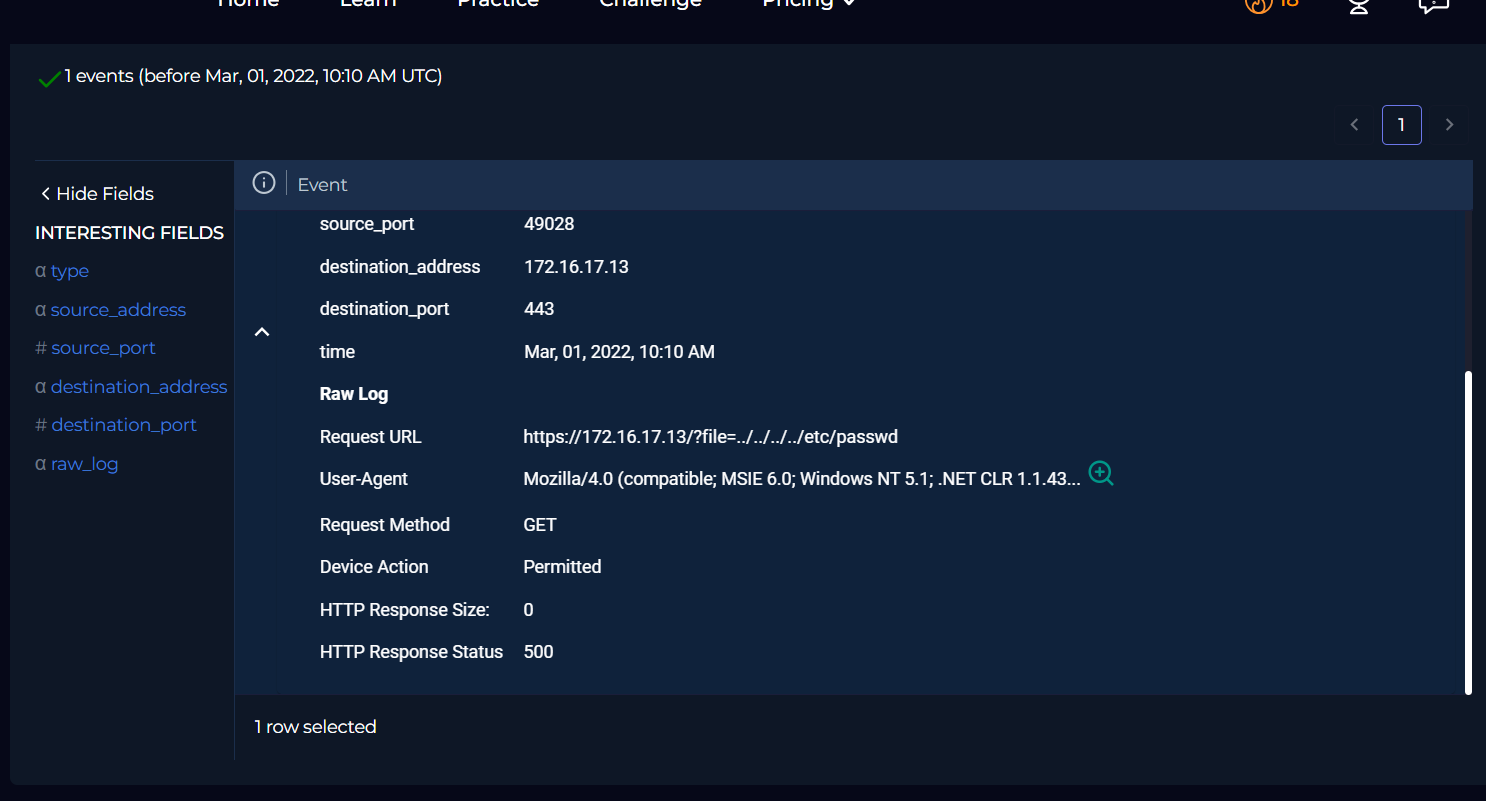 Home Learn Practice Challenge Pricing 18
1 events (before Mar, 01, 2022, 10:10 AM UTC)
1
Hide Fields
INTERESTING FIELDS
α type
α source_address
# source_port
α destination_address
# destination_port
α raw_log
Event
source_port 49028
destination_address 172.16.17.13
destination_port 443
time Mar, 01, 2022, 10:10 AM
Raw Log
Request URL https://172.16.17.13/?file=../../../../etc/passwd
User-Agent Mozilla/4.0 (compatible; MSIE 6.0; Windows NT 5.1; .NET CLR 1.1.43...
Request Method GET
Device Action Permitted
HTTP Response Size: 0
HTTP Response Status 500
1 row selected